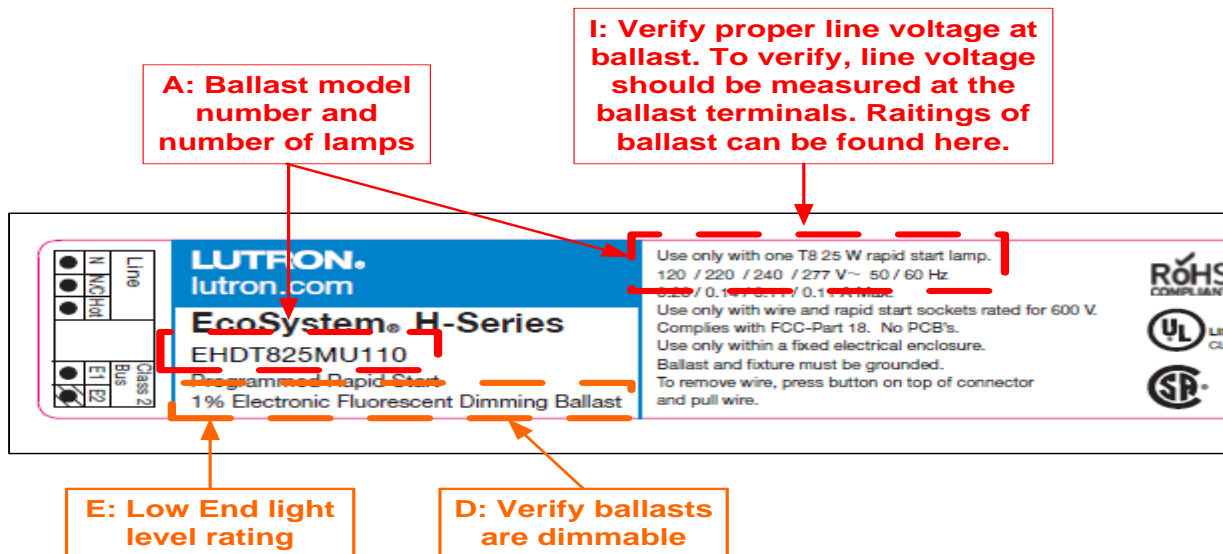 I: Verify proper line voltage at
ballast. To verify, line voltage
should be measured at the
ballast terminals. Raitings of
ballast can be found here.
A: Ballast model
number and
number of lamps
Line
N
N/C
Hot
Class 2
Bus
E1
E2
LUTRON®
lutron.com
EcoSystem® H-Series
EHDT825MU110
Programmed Rapid Start
1% Electronic Fluorescent Dimming Ballast
Use only with one T8 25 W rapid start lamp.
120 / 220 / 240 / 277 V~ 50 / 60 Hz
/ 0.11 A Max.
Use only with wire and rapid start sockets rated for 600 V.
Complies with FCC-Part 18. No PCB's.
Use only within a fixed electrical enclosure.
Ballast and fixture must be grounded.
To remove wire, press button on top of connector
and pull wire.
RoHS
COMPLIANT
UL
E: Low End light
level rating
D: Verify ballasts
are dimmable